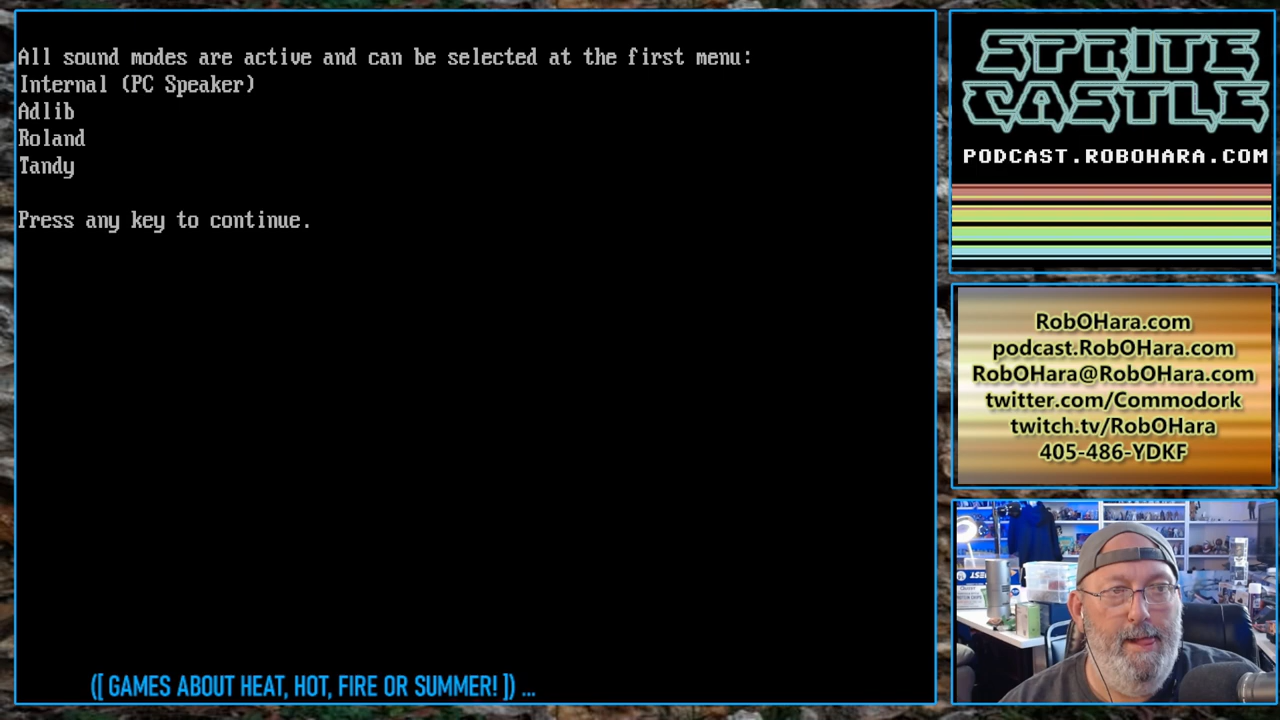 All sound modes are active and can be selected at the first menu:
Internal (PC Speaker)
Adlib
Roland
Tandy
Press any key to continue.
([ GAMES ABOUT HEAT, HOT, FIRE OR SUMMER! ]) ...
SPRITE
CASTLE
PODCAST.ROBOHARA.COM
RobOHara.com
podcast.RobOHara.com
RobOHara@RobOHara.com
twitter.com/Commodork
twitch.tv/RobOHara
405-486-YDKF